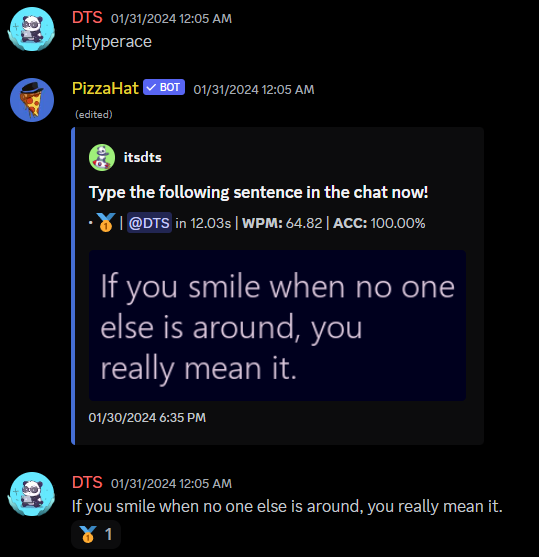 DTS 01/31/2024 12:05 AM
p!typerace
PizzaHat ✓ BOT 01/31/2024 12:05 AM
(edited)
itsdts
Type the following sentence in the chat now!
• 🥇 | @DTS in 12.03s | WPM: 64.82 | ACC: 100.00%
If you smile when no one
else is around, you
really mean it.
01/30/2024 6:35 PM
DTS 01/31/2024 12:05 AM
If you smile when no one else is around, you really mean it.
🥇 1